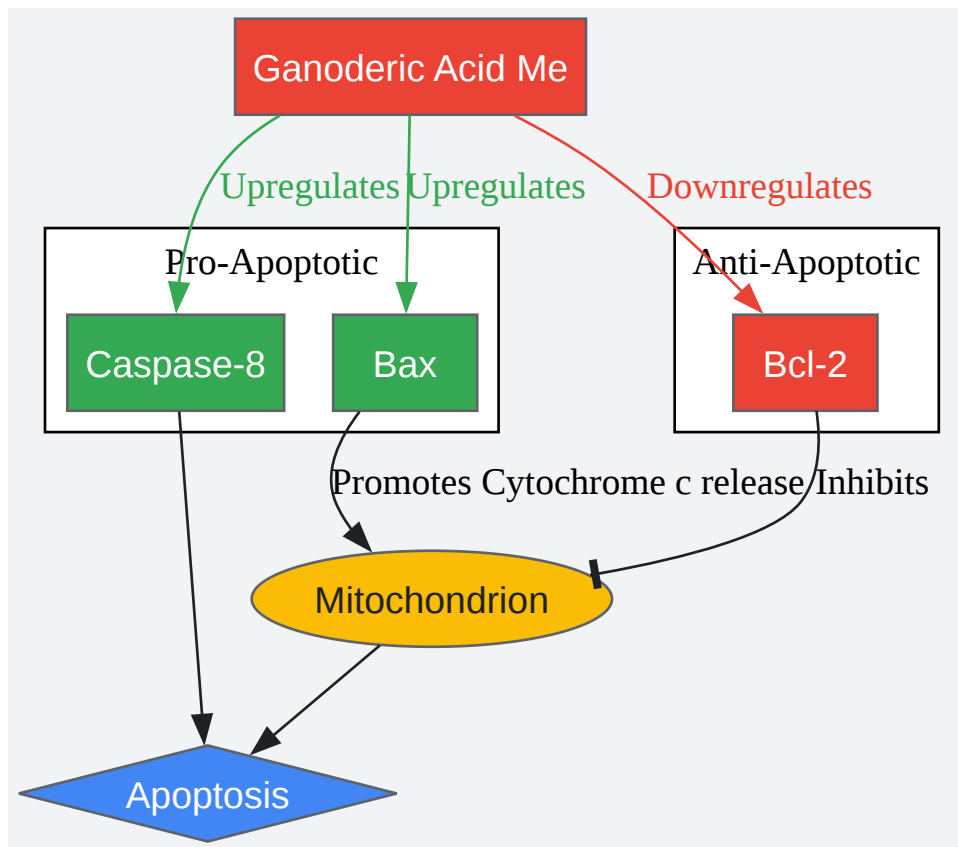 Ganoderic Acid Me
Upregulates
Upregulates
Downregulates
Pro-Apoptotic
Anti-Apoptotic
Caspase-8
Bax
Bcl-2
Promotes Cytochrome c release
Inhibits
Mitochondrion
Apoptosis